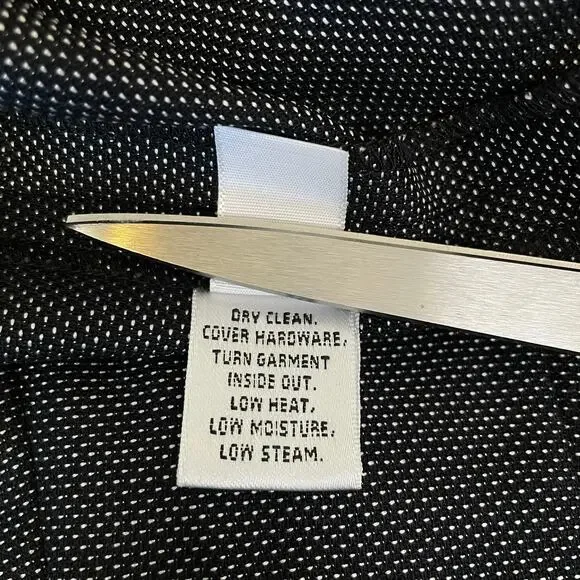 DRY CLEAN.
COVER HARDWARE,
TURN GARMENT
INSIDE OUT.
LOW HEAT,
LOW MOISTURE,
LOW STEAM.